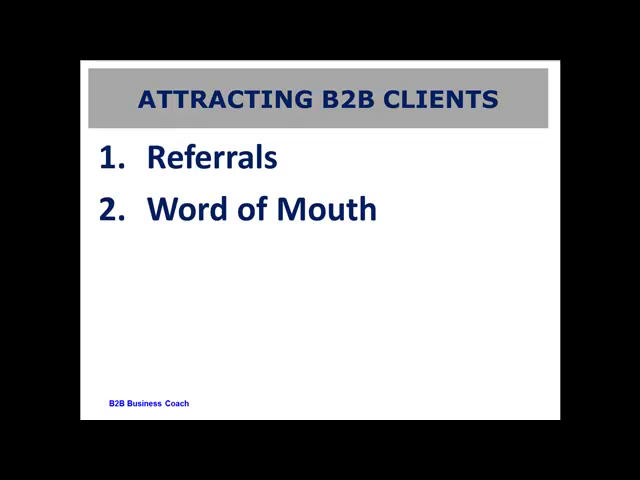 ATTRACTING B2B CLIENTS
1. Referrals
2. Word of Mouth
B2B Business Coach